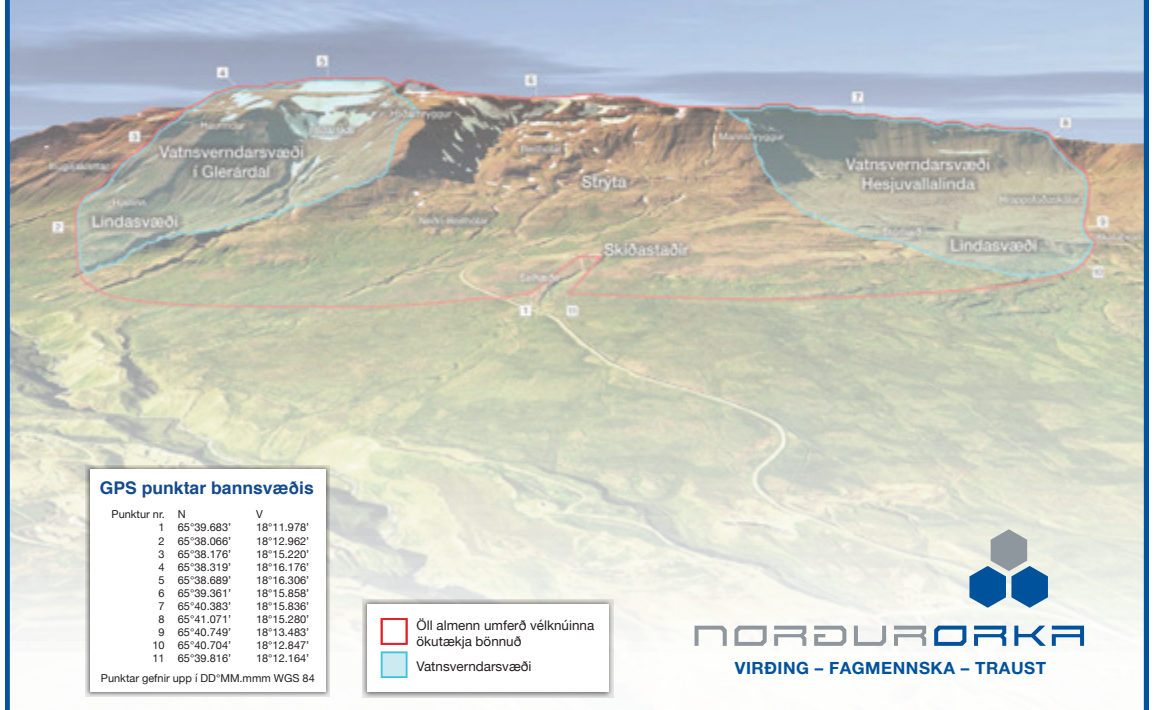 5
4
6
7
8
3
Vatnsverndarsvæði
í Glerárdal
Vatnsverndarsvæði
Hesjuvallalinda
Strýta
Lindasvæði
9
2
Skíðastaðir
Lindasvæði
10
1
11
GPS punktar bannsvæðis
Punktur nr. N V
1 65°39.683’ 18°11.978’
2 65°38.066’ 18°12.962’
3 65°38.176’ 18°15.220’
4 65°38.319’ 18°16.176’
5 65°38.689’ 18°16.306’
6 65°39.361’ 18°15.858’
7 65°40.383’ 18°15.836’
8 65°41.071’ 18°15.280’
9 65°40.749’ 18°13.483’
10 65°40.704’ 18°12.847’
11 65°39.816’ 18°12.164’
Punktar gefnir upp í DD°MM.mmm WGS 84
Öll almenn umferð vélknúinna
ökutækja bönnuð
Vatnsverndarsvæði
NORÐURORKA
VIRÐING – FAGMENNSKA – TRAUST